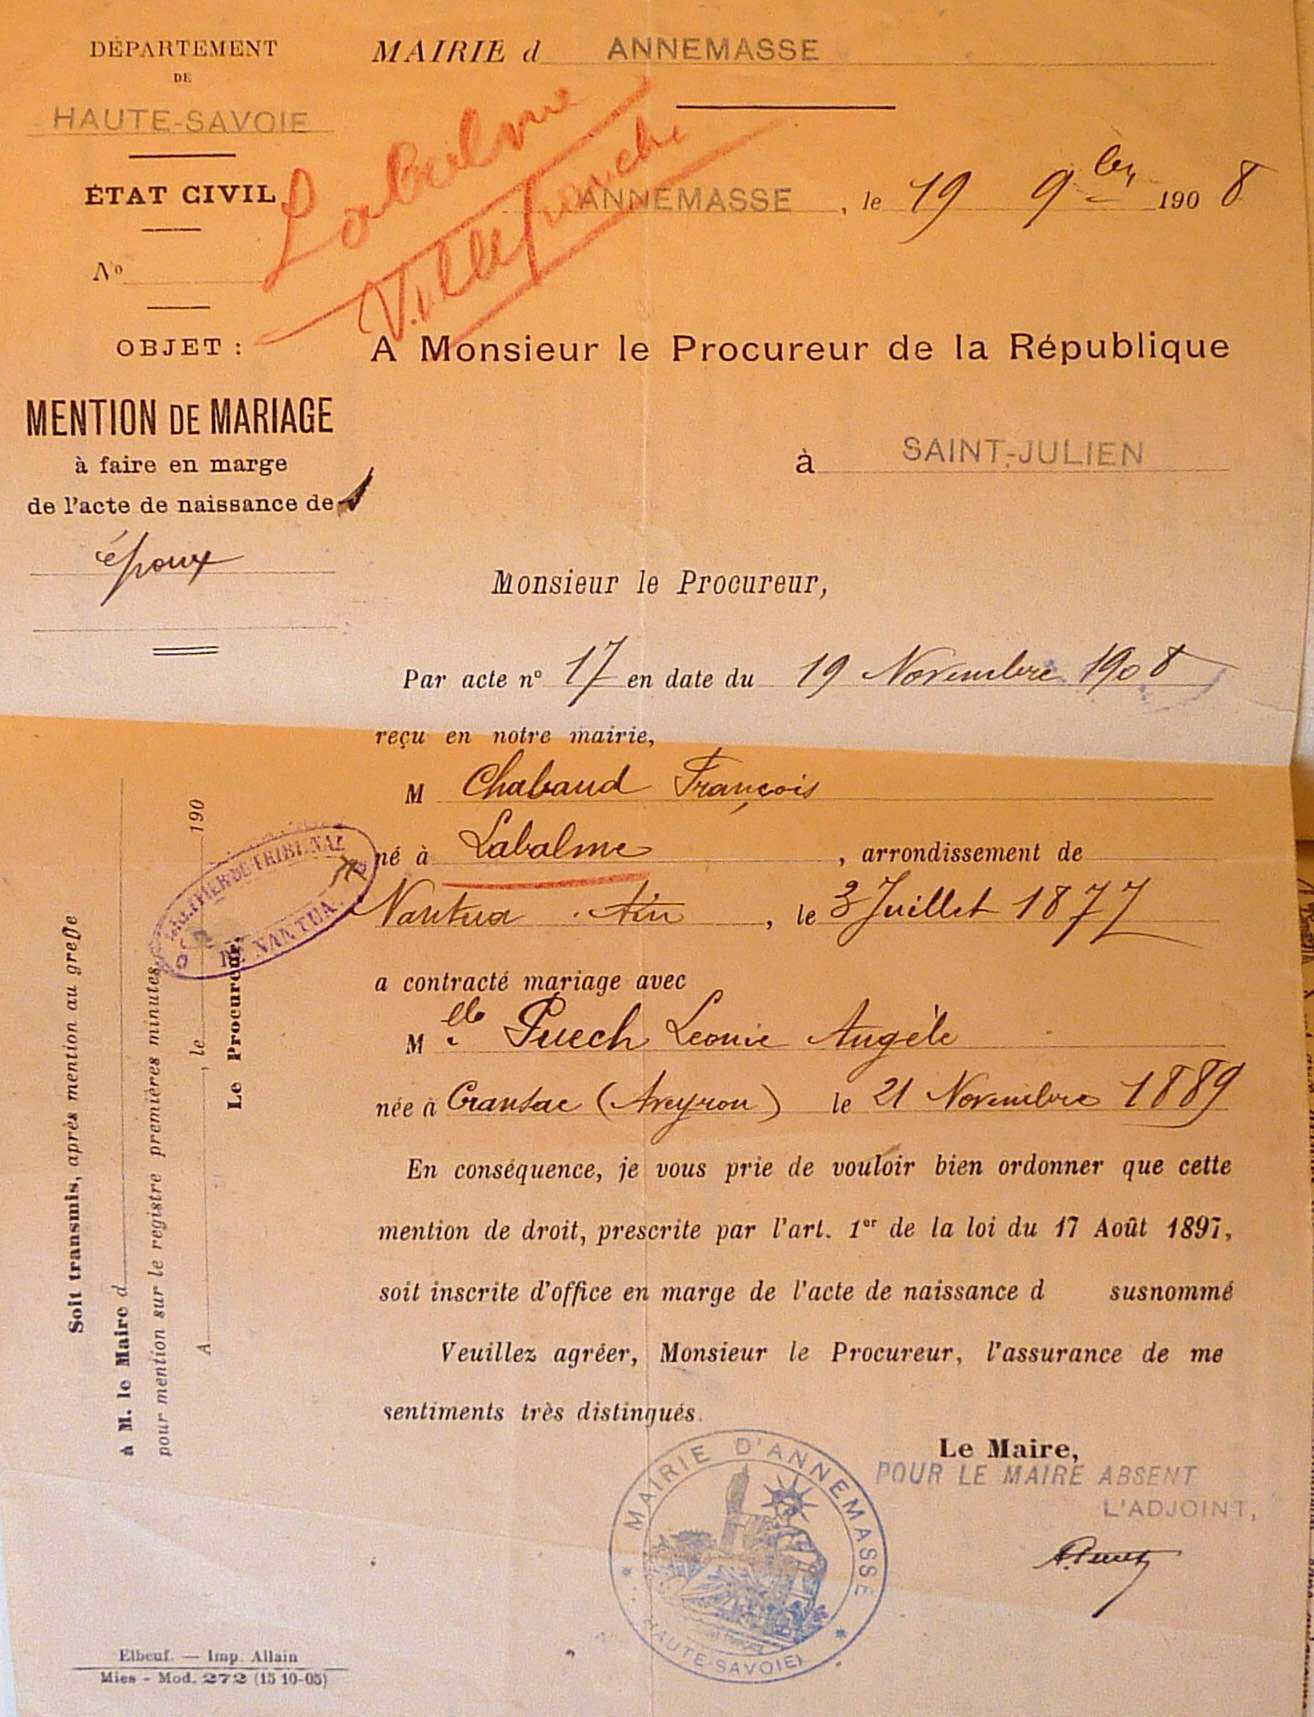 DÉPARTEMENT
DE
HAUTE-SAVOIE
ÉTAT CIVIL
N°
OBJET :
MENTION DE MARIAGE
à faire en marge
de l'acte de naissance de
époux
MAIRIE d ANNEMASSE
Labalme
Villefranche
ANNEMASSE, le 19 9bre 1908
A Monsieur le Procureur de la République
à SAINT-JULIEN
Monsieur le Procureur,
Par acte n° 17 en date du 19 Novembre 1908
reçu en notre mairie,
M Chabaud François
né à Labalme, arrondissement de
Nantua Ain, le 3 Juillet 1877
a contracté mariage avec
Melle Puech Leonie Angèle
née à Cransac (Aveyron) le 21 Novembre 1889
En conséquence, je vous prie de vouloir bien ordonner que cette
mention de droit, prescrite par l'art. 1er de la loi du 17 Août 1897,
soit inscrite d'office en marge de l'acte de naissance d susnommé
Veuillez agréer, Monsieur le Procureur, l'assurance de me
sentiments très distingués.
Le Maire,
POUR LE MAIRE ABSENT
L'ADJOINT,
MAIRIE D'ANNEMASSE
HAUTE-SAVOIE
Soit transmis, après mention au greffe
à M. le Maire d
pour mention sur le registre premières minutes.
A , le 190
Le Procureur,
DU TRIBUNAL
DE NANTUA.
Elbeuf. — Imp. Allain
Mies - Mod. 272 (15 10-05)